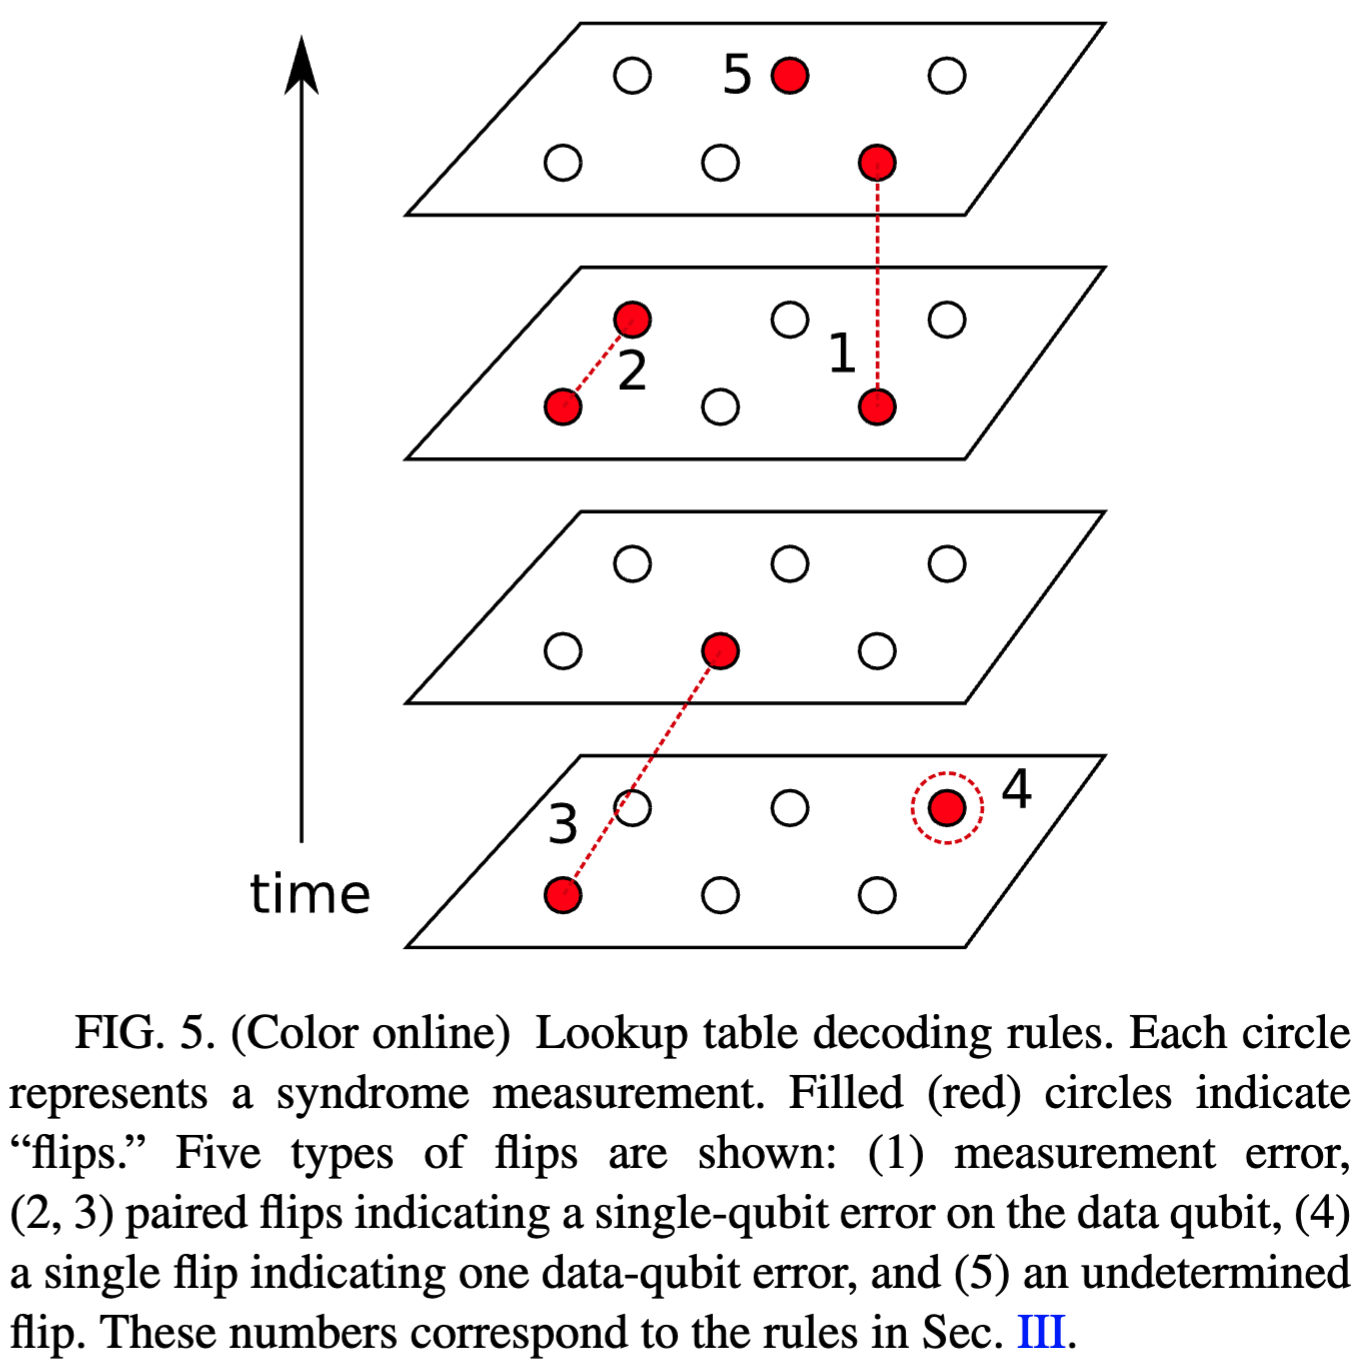 5
2
1
3
4
time
FIG. 5. (Color online) Lookup table decoding rules. Each circle
represents a syndrome measurement. Filled (red) circles indicate
“flips.” Five types of flips are shown: (1) measurement error,
(2, 3) paired flips indicating a single-qubit error on the data qubit, (4)
a single flip indicating one data-qubit error, and (5) an undetermined
flip. These numbers correspond to the rules in Sec. III.